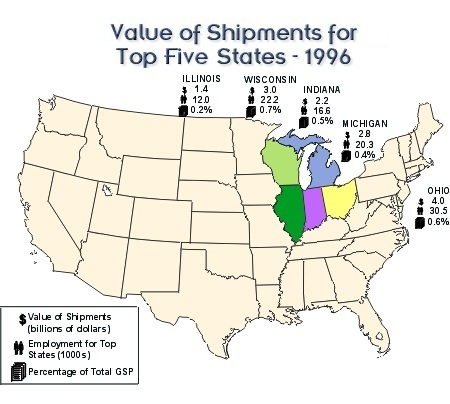 Value of Shipments for
Top Five States - 1996
ILLINOIS
$ 1.4
12.0
0.2%
WISCONSIN
$ 3.0
22.2
0.7%
INDIANA
$ 2.2
16.6
0.5%
MICHIGAN
$ 2.8
20.3
0.4%
OHIO
$ 4.0
30.5
0.6%
$ Value of Shipments
(billions of dollars)
Employment for Top
States (1000s)
Percentage of Total GSP